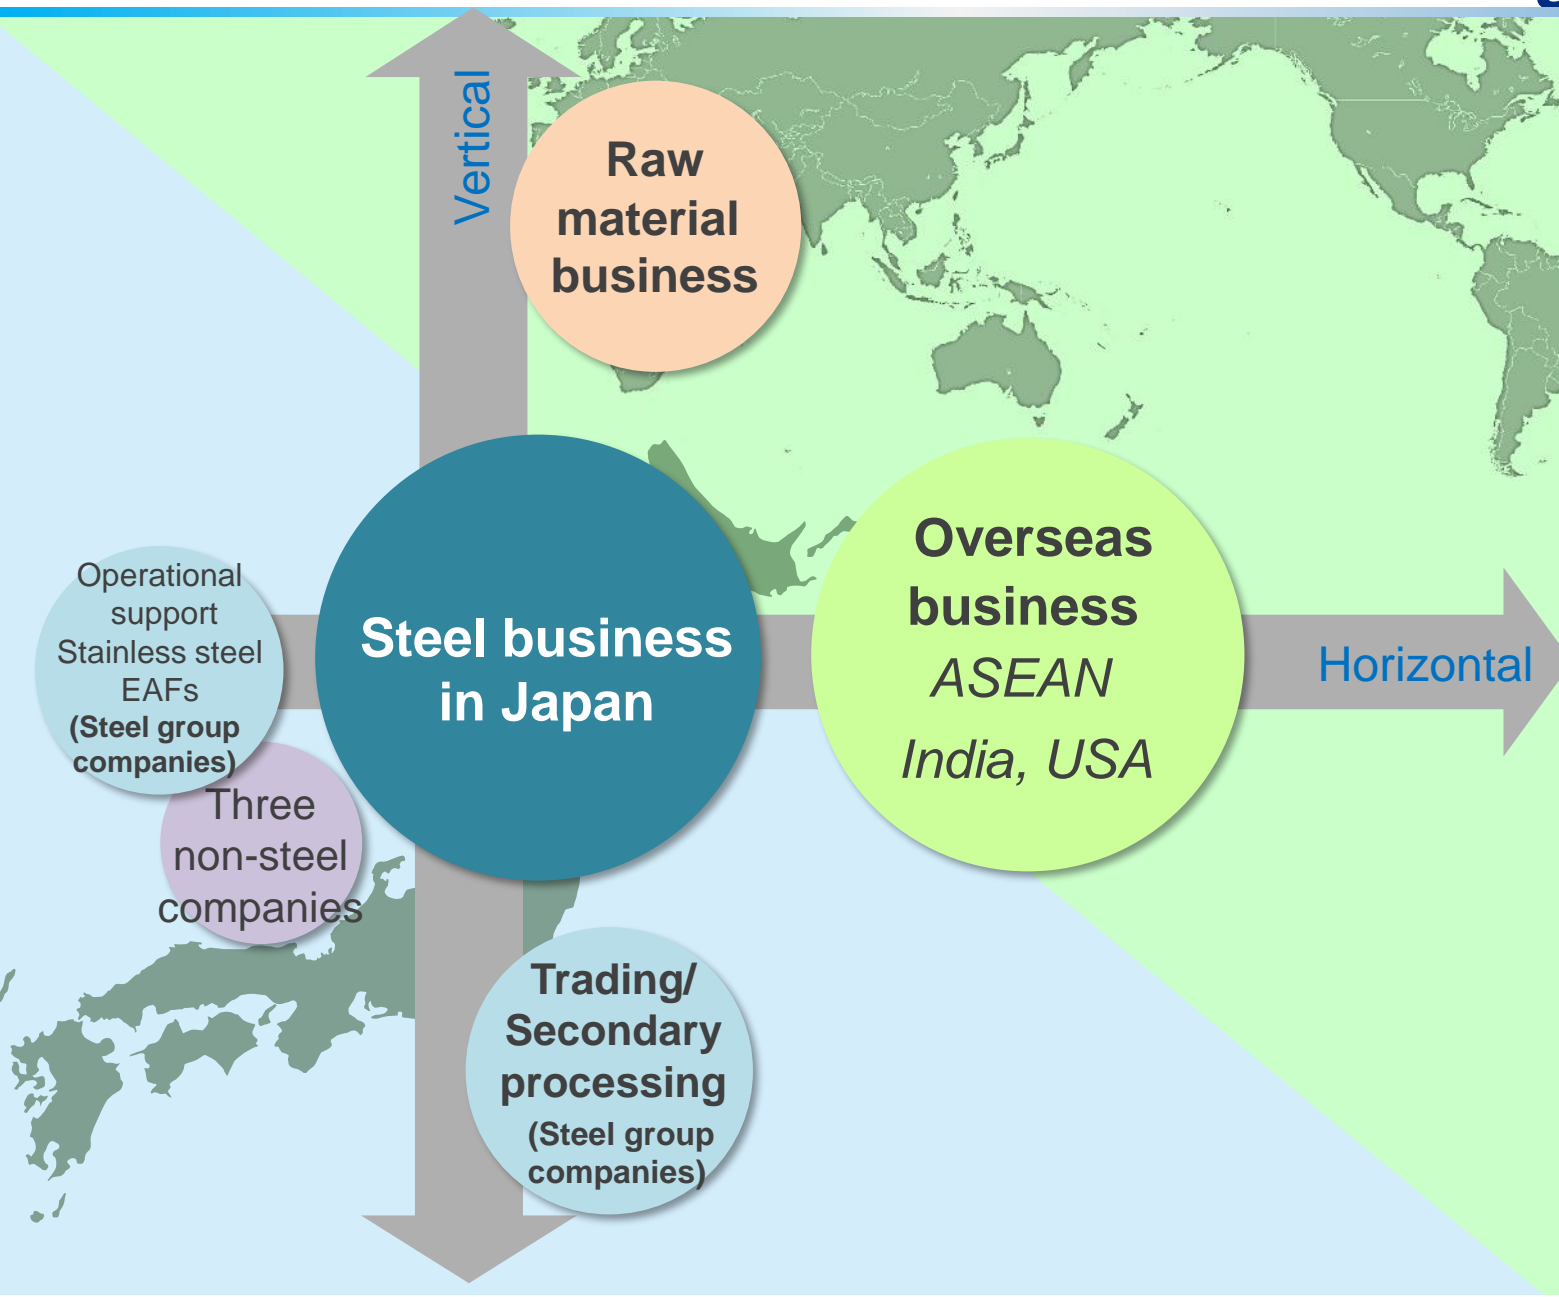 Vertical
Raw
material
business
Overseas
business
ASEAN
India, USA
Horizontal
Steel business
in Japan
Operational
support
Stainless steel
EAFs
(Steel group
companies)
Three
non-steel
companies
Trading/
Secondary
processing
(Steel group
companies)